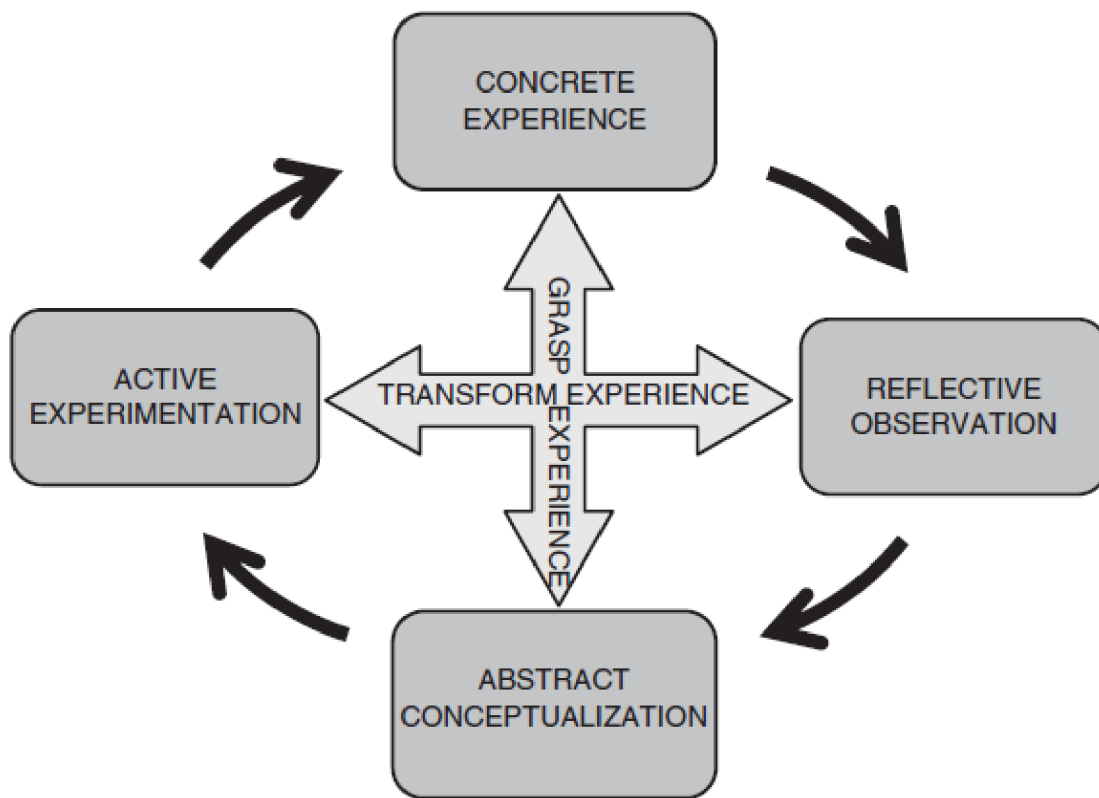 CONCRETE
EXPERIENCE
ACTIVE
EXPERIMENTATION
GRASP EXPERIENCE
TRANSFORM EXPERIENCE
REFLECTIVE
OBSERVATION
ABSTRACT
CONCEPTUALIZATION